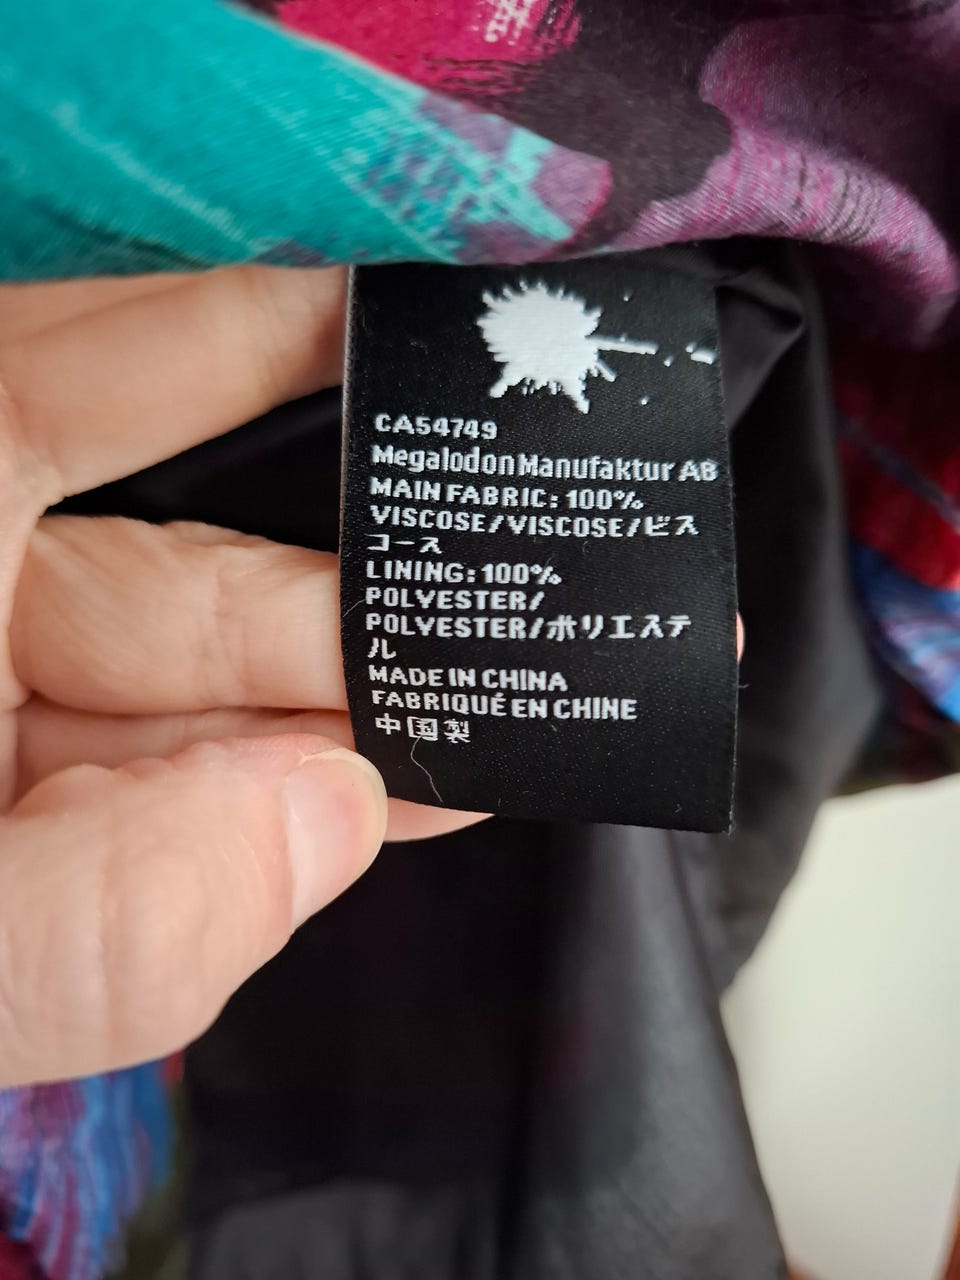 CA54749
Megalodon Manufaktur AB
MAIN FABRIC: 100%
VISCOSE/VISCOSE/ビス
コース
LINING: 100%
POLYESTER/
POLYESTER/ポリエステ
ル
MADE IN CHINA
FABRIQUÉ EN CHINE
中国製